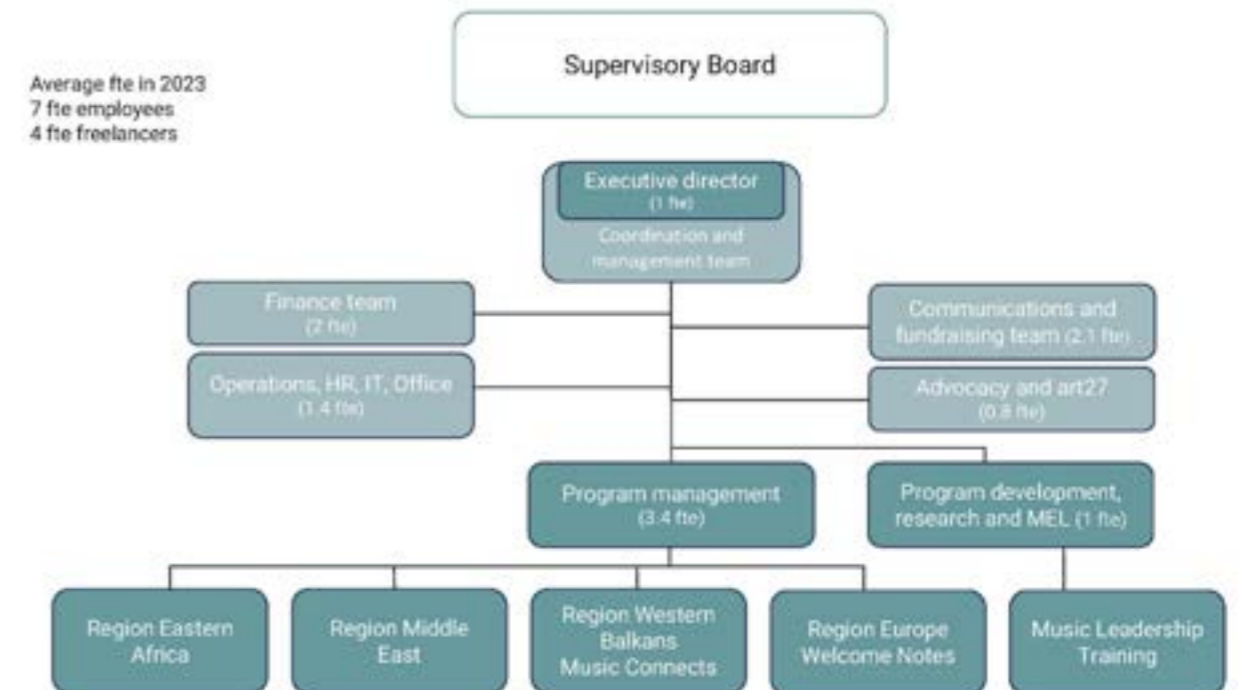 Supervisory Board
Average fte in 2023
7 fte employees
4 fte freelancers
Executive director
(1 fte)
Coordination and
management team
Finance team
(2 fte)
Communications and
fundraising team (2.1 fte)
Operations, HR, IT, Office
(1.4 fte)
Advocacy and art27
(0.8 fte)
Program management
(3.4 fte)
Program development,
research and MEL (1 fte)
Region Eastern
Africa
Region Middle
East
Region Western
Balkans
Music Connects
Region Europe
Welcome Notes
Music Leadership
Training